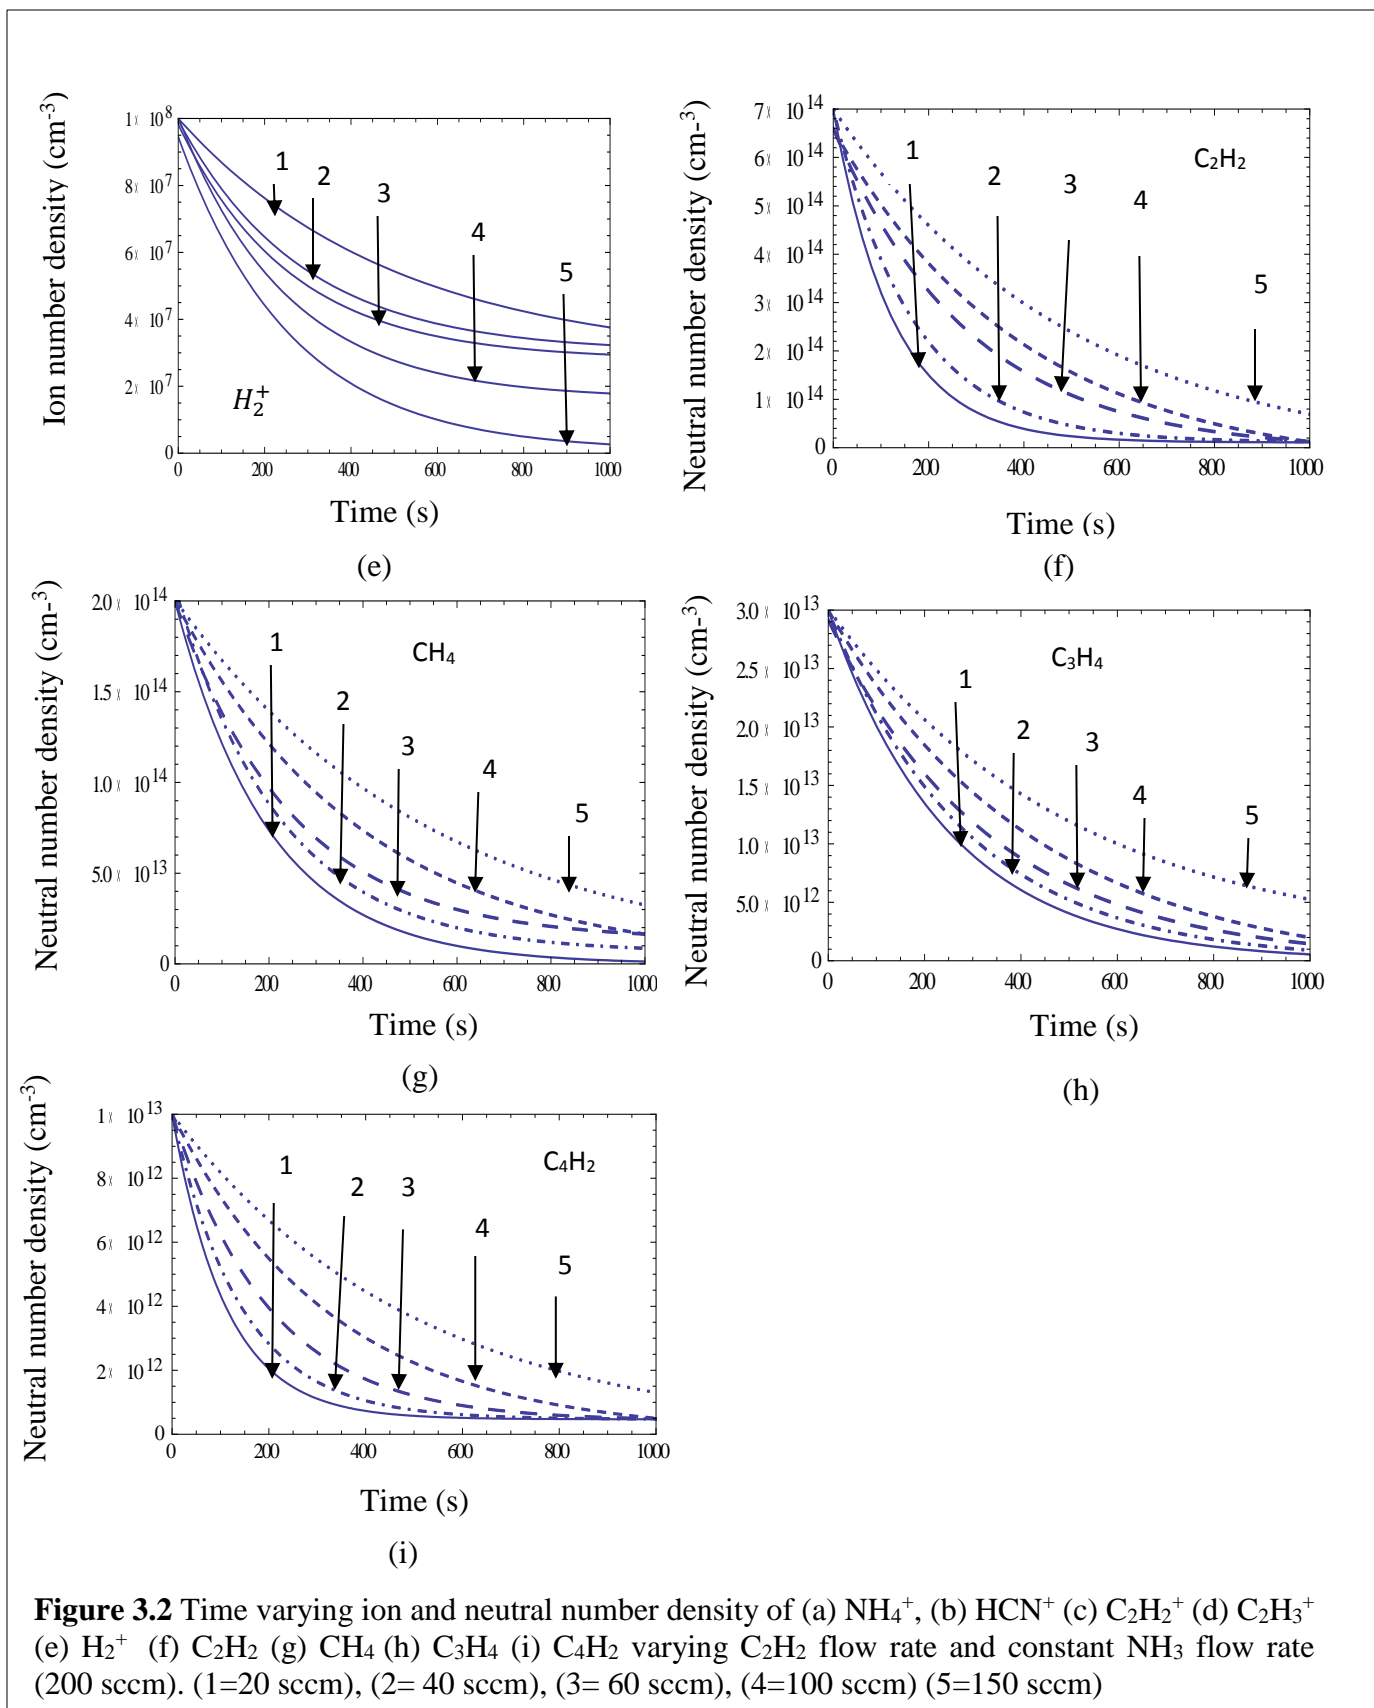 Ion number density (cm-3)
1× 10 8
8× 10 7
6× 10 7
4× 10 7
2× 10 7
0
1
2
3
4
5
H2+
0 200 400 600 800 1000
Time (s)
(e)
Neutral number density (cm-3)
7× 10 14
6× 10 14
5× 10 14
4× 10 14
3× 10 14
2× 10 14
1× 10 14
0
C2H2
1
2
3
4
5
0 200 400 600 800 1000
Time (s)
(f)
Neutral number density (cm-3)
2.0× 10 14
1.5× 10 14
1.0× 10 14
5.0× 10 13
0
CH4
1
2
3
4
5
0 200 400 600 800 1000
Time (s)
(g)
Neutral number density (cm-3)
3.0× 10 13
2.5× 10 13
2.0× 10 13
1.5× 10 13
1.0× 10 13
5.0× 10 12
0
C3H4
1
2
3
4
5
0 200 400 600 800 1000
Time (s)
(h)
Neutral number density (cm-3)
1× 10 13
8× 10 12
6× 10 12
4× 10 12
2× 10 12
0
C4H2
1
2
3
4
5
0 200 400 600 800 1000
Time (s)
(i)
Figure 3.2 Time varying ion and neutral number density of (a) NH4+, (b) HCN+ (c) C2H2+ (d) C2H3+
(e) H2+ (f) C2H2 (g) CH4 (h) C3H4 (i) C4H2 varying C2H2 flow rate and constant NH3 flow rate
(200 sccm). (1=20 sccm), (2= 40 sccm), (3= 60 sccm), (4=100 sccm) (5=150 sccm)